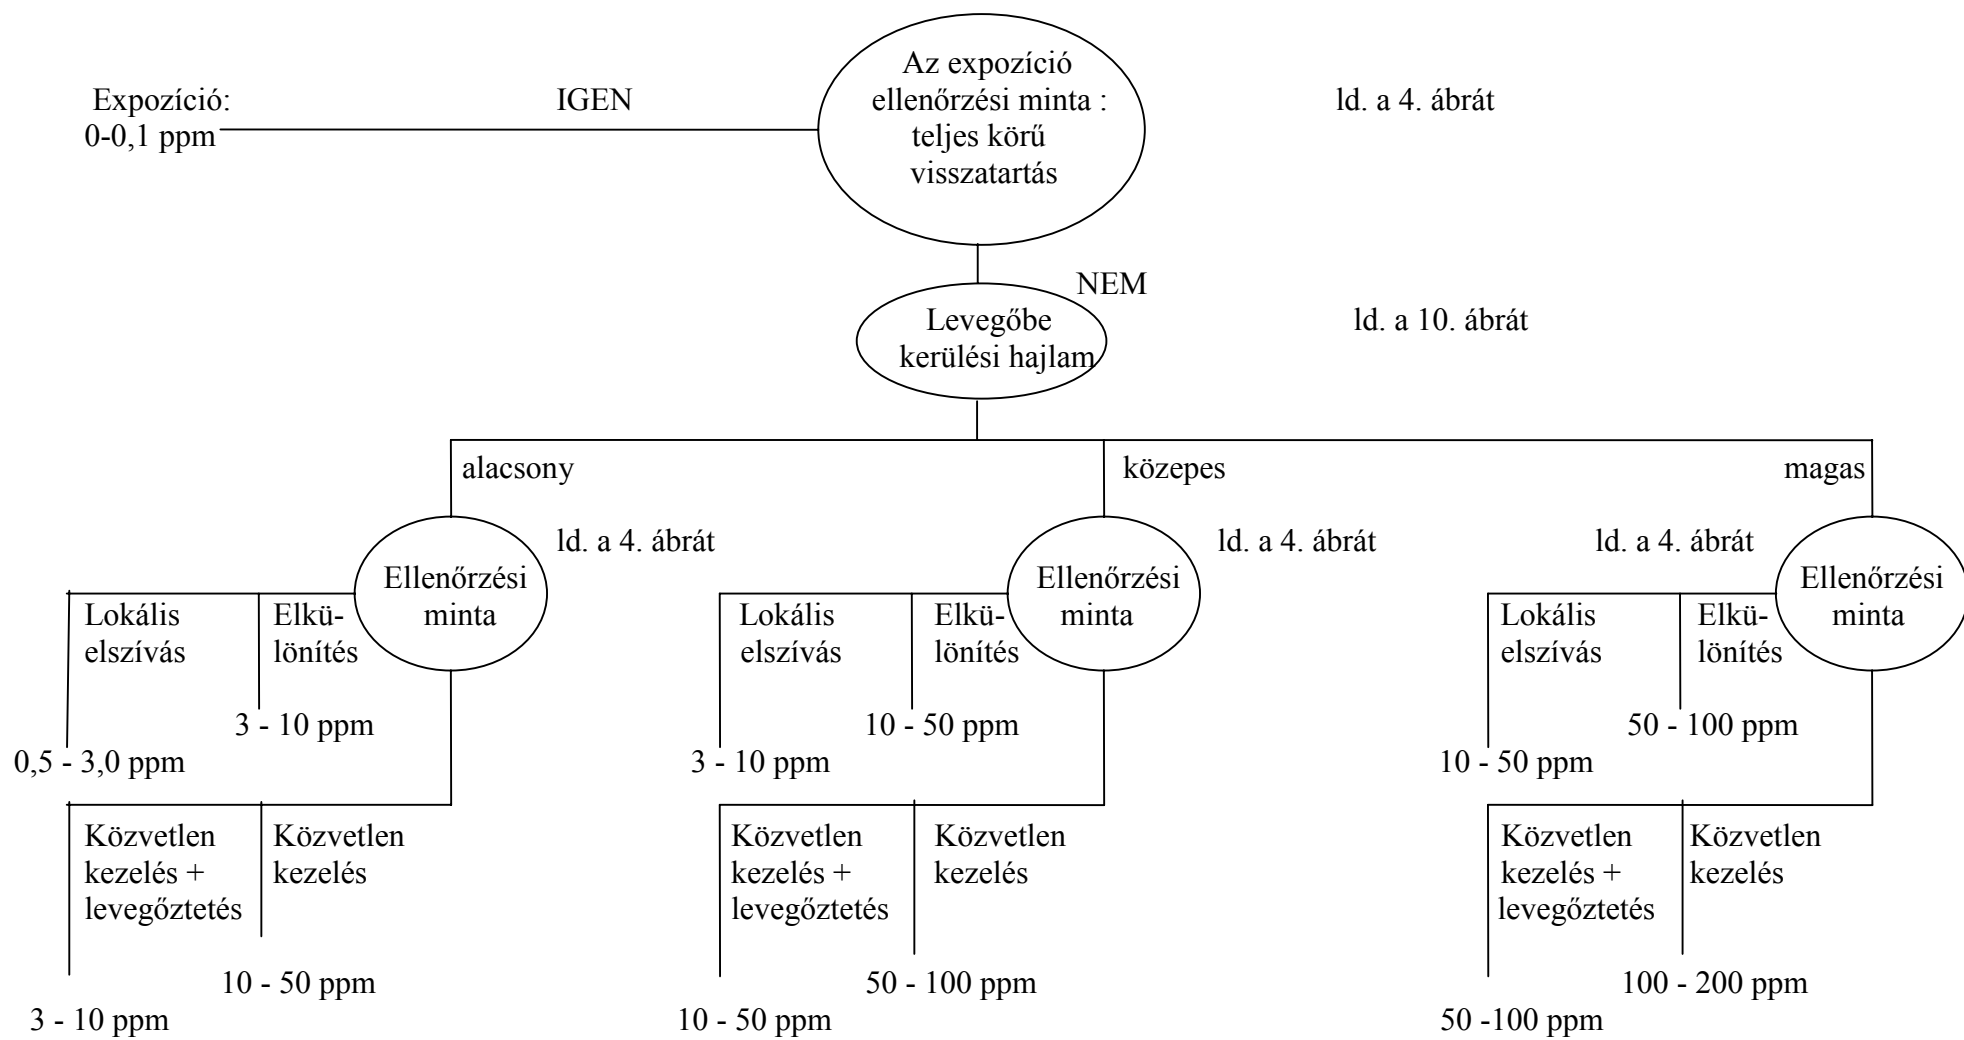 Az expozíció
ellenőrzési minta :
teljes körű
visszatartás
Expozíció:
0-0,1 ppm
IGEN
ld. a 4. ábrát
NEM
Levegőbe
kerülési hajlam
ld. a 10. ábrát
alacsony
közepes
magas
ld. a 4. ábrát
Ellenőrzési
minta
Lokális
elszívás
Elkü-
lönítés
3 - 10 ppm
0,5 - 3,0 ppm
Közvetlen
kezelés +
levegőztetés
Közvetlen
kezelés
10 - 50 ppm
3 - 10 ppm
ld. a 4. ábrát
Ellenőrzési
minta
Lokális
elszívás
Elkü-
lönítés
10 - 50 ppm
3 - 10 ppm
Közvetlen
kezelés +
levegőztetés
Közvetlen
kezelés
50 - 100 ppm
10 - 50 ppm
ld. a 4. ábrát
Ellenőrzési
minta
Lokális
elszívás
Elkü-
lönítés
50 - 100 ppm
10 - 50 ppm
Közvetlen
kezelés +
levegőztetés
Közvetlen
kezelés
100 - 200 ppm
50 -100 ppm